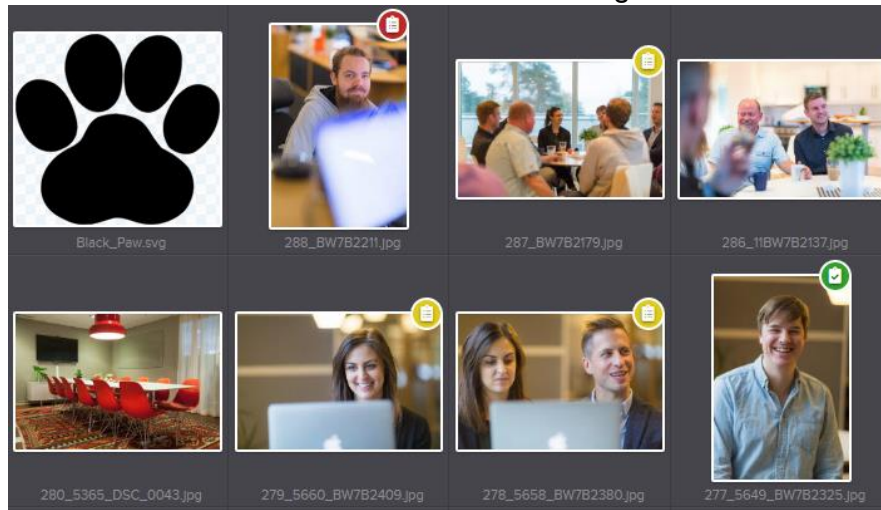 Black_Paw.svg
288_BW7B2211.jpg
287_BW7B2179.jpg
286_11BW7B2137.jpg
280_5365_DSC_0043.jpg
279_5660_BW7B2409.jpg
278_5658_BW7B2380.jpg
277_5649_BW7B2325.jpg